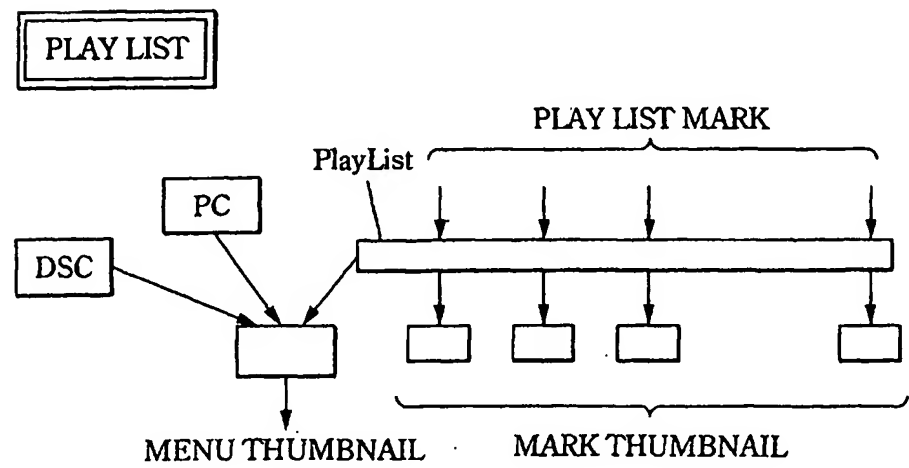 PLAY LIST
PLAY LIST MARK
PlayList
PC
DSC
MENU THUMBNAIL
MARK THUMBNAIL